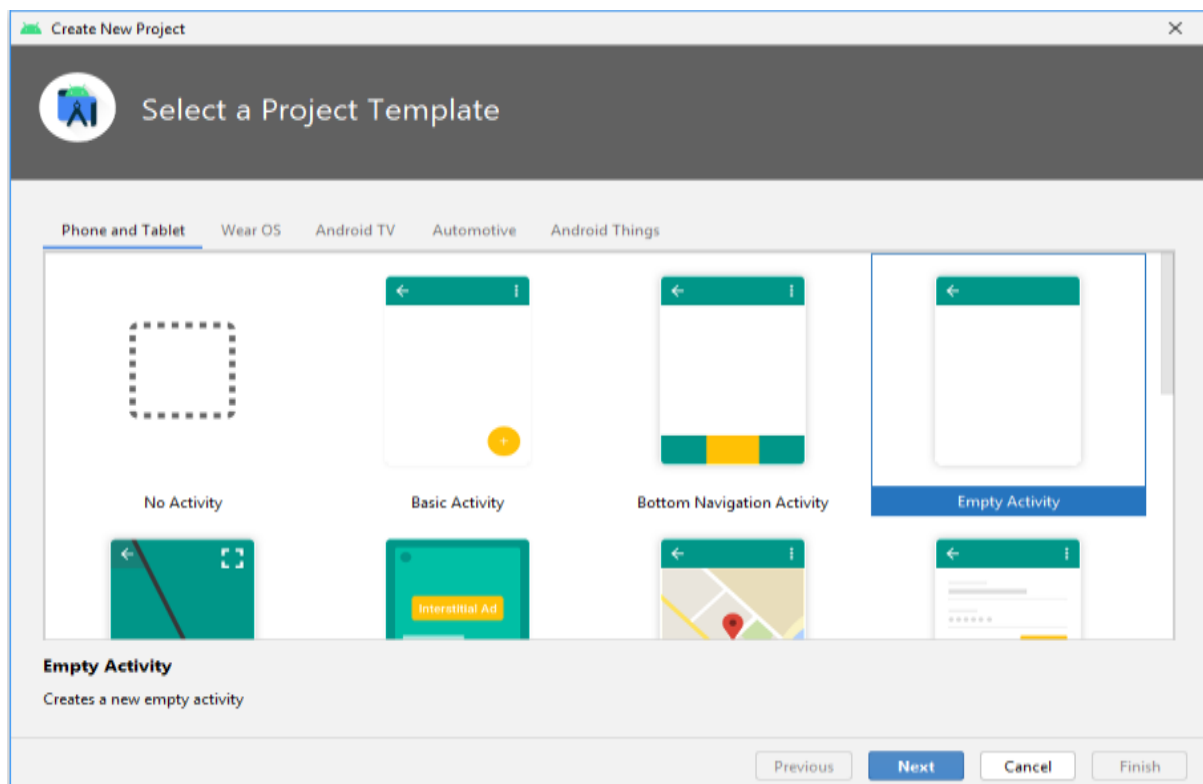 Create New Project
Select a Project Template
Phone and Tablet Wear OS Android TV Automotive Android Things
No Activity Basic Activity Bottom Navigation Activity Empty Activity
Interstitial Ad
Empty Activity
Creates a new empty activity
Previous Next Cancel Finish